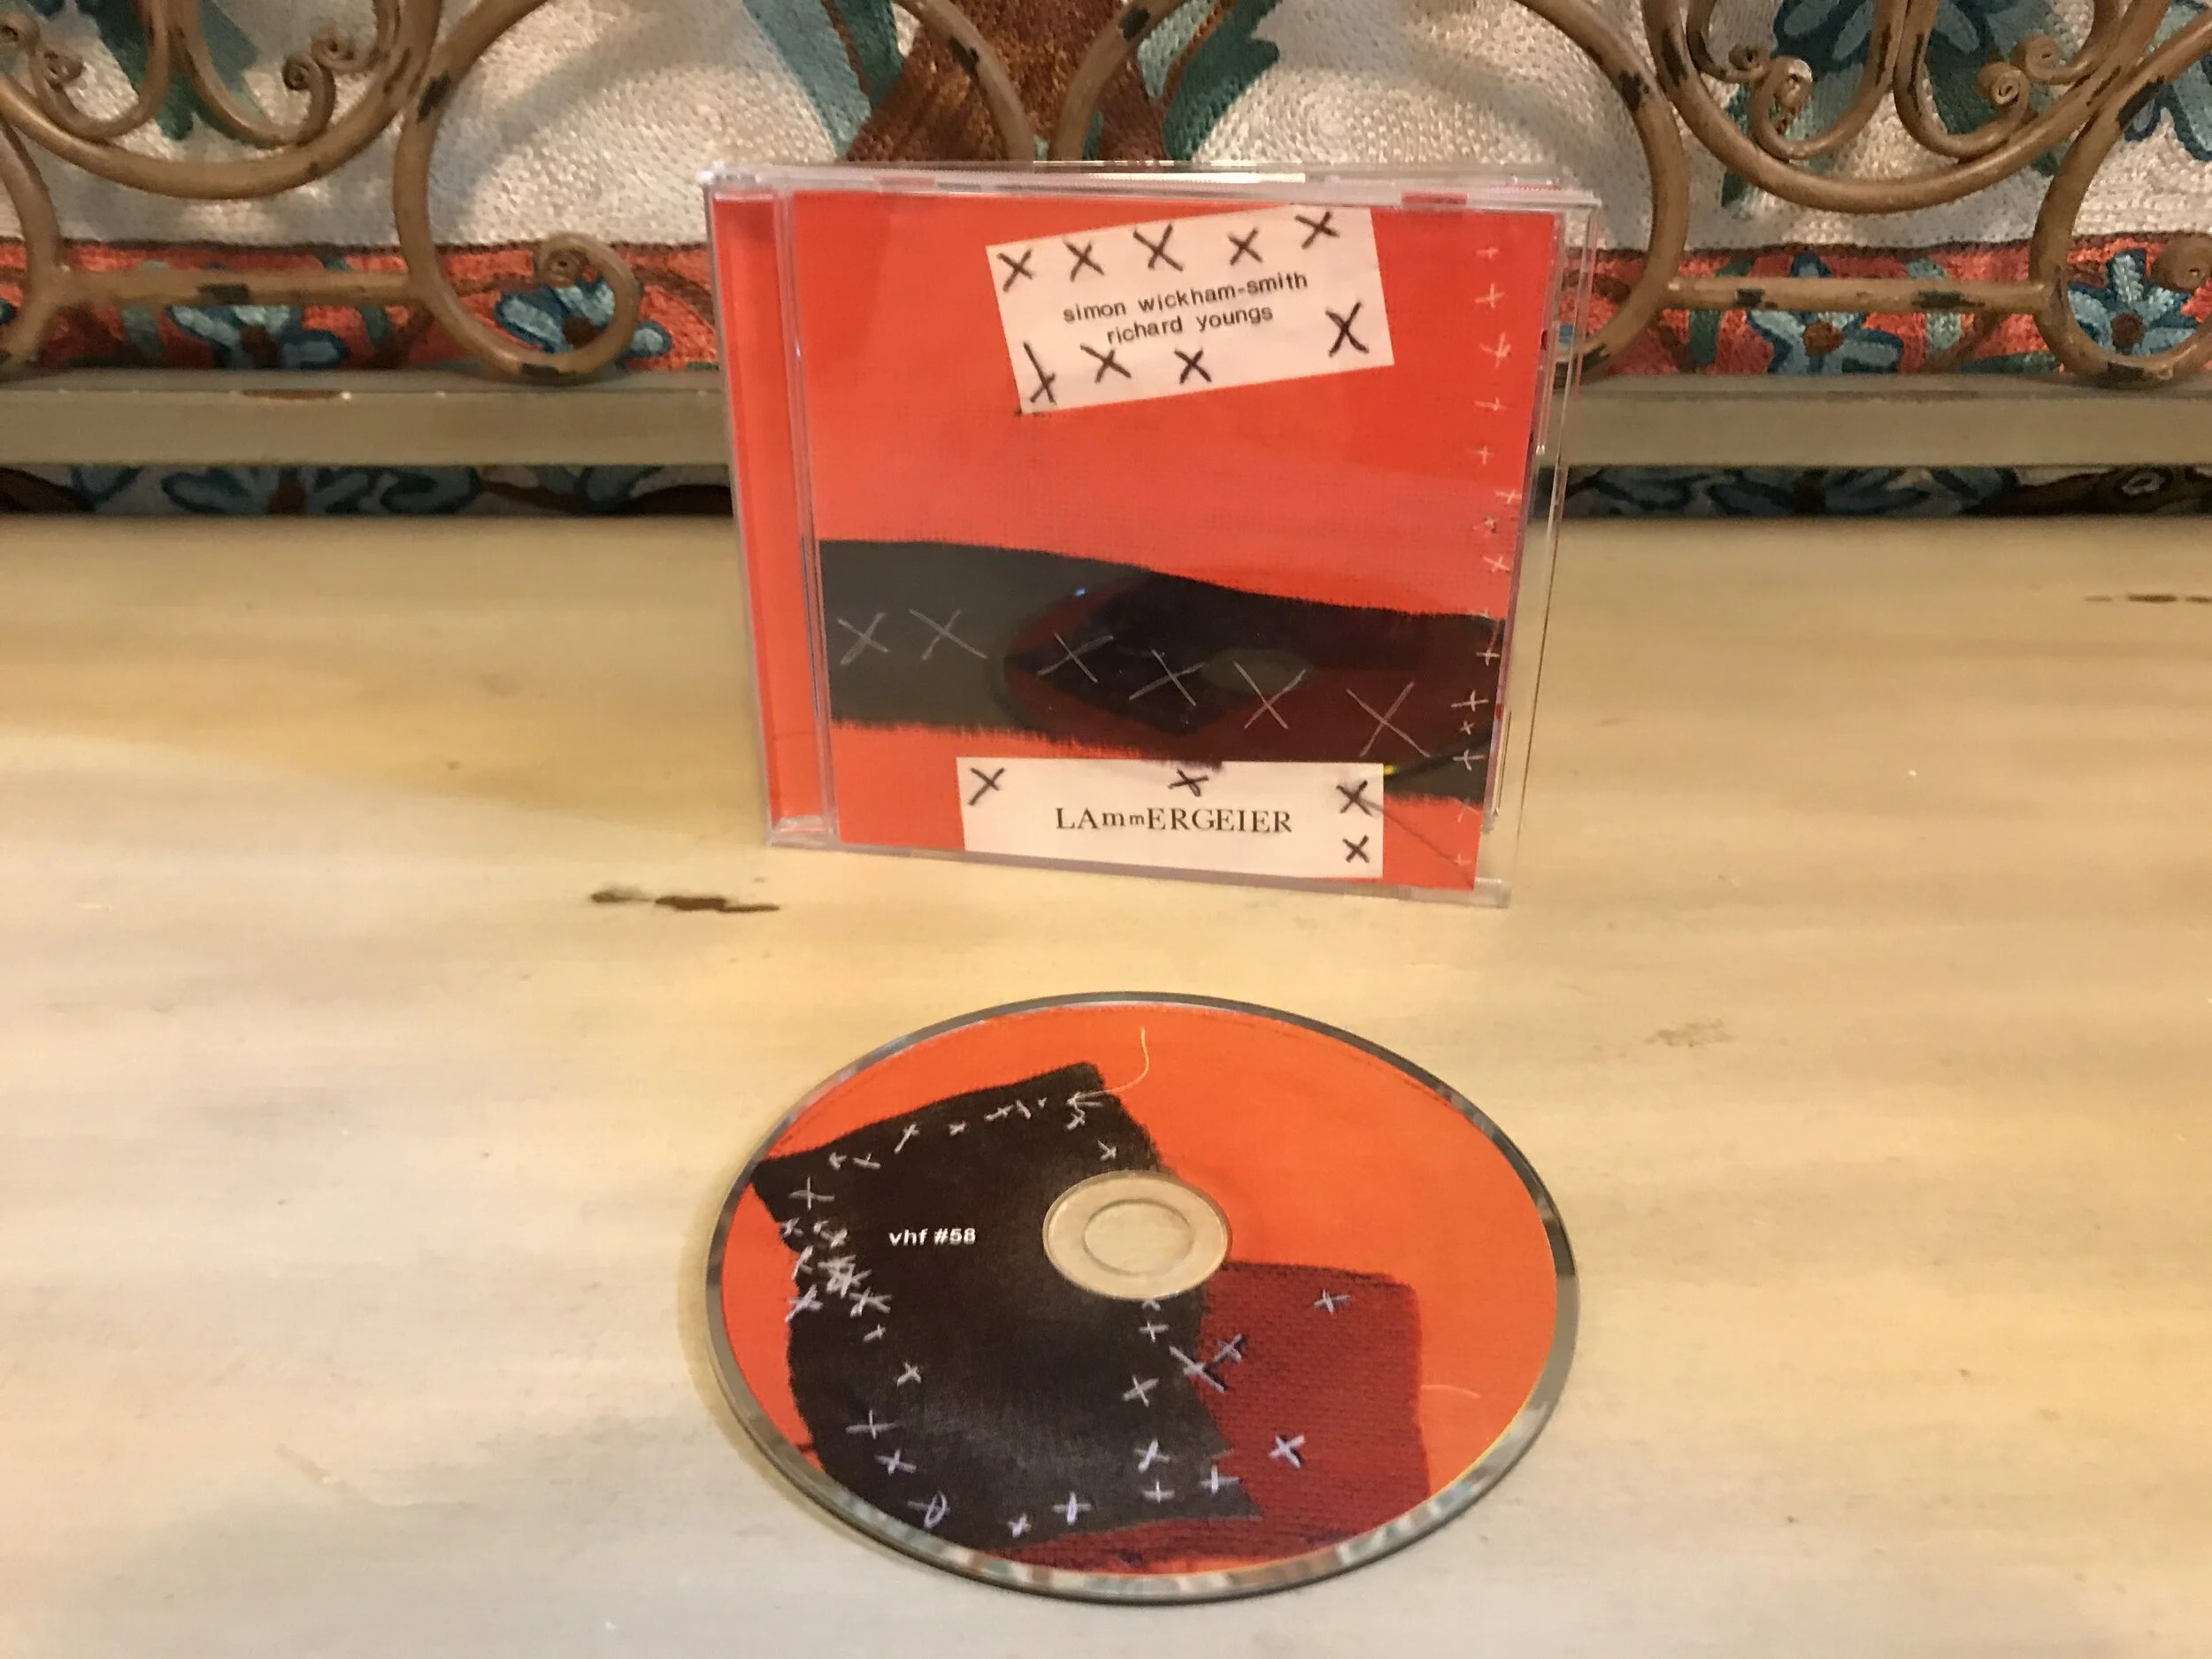 simon wickham-smith
richard youngs
LAmmERGEIER
vhf #58